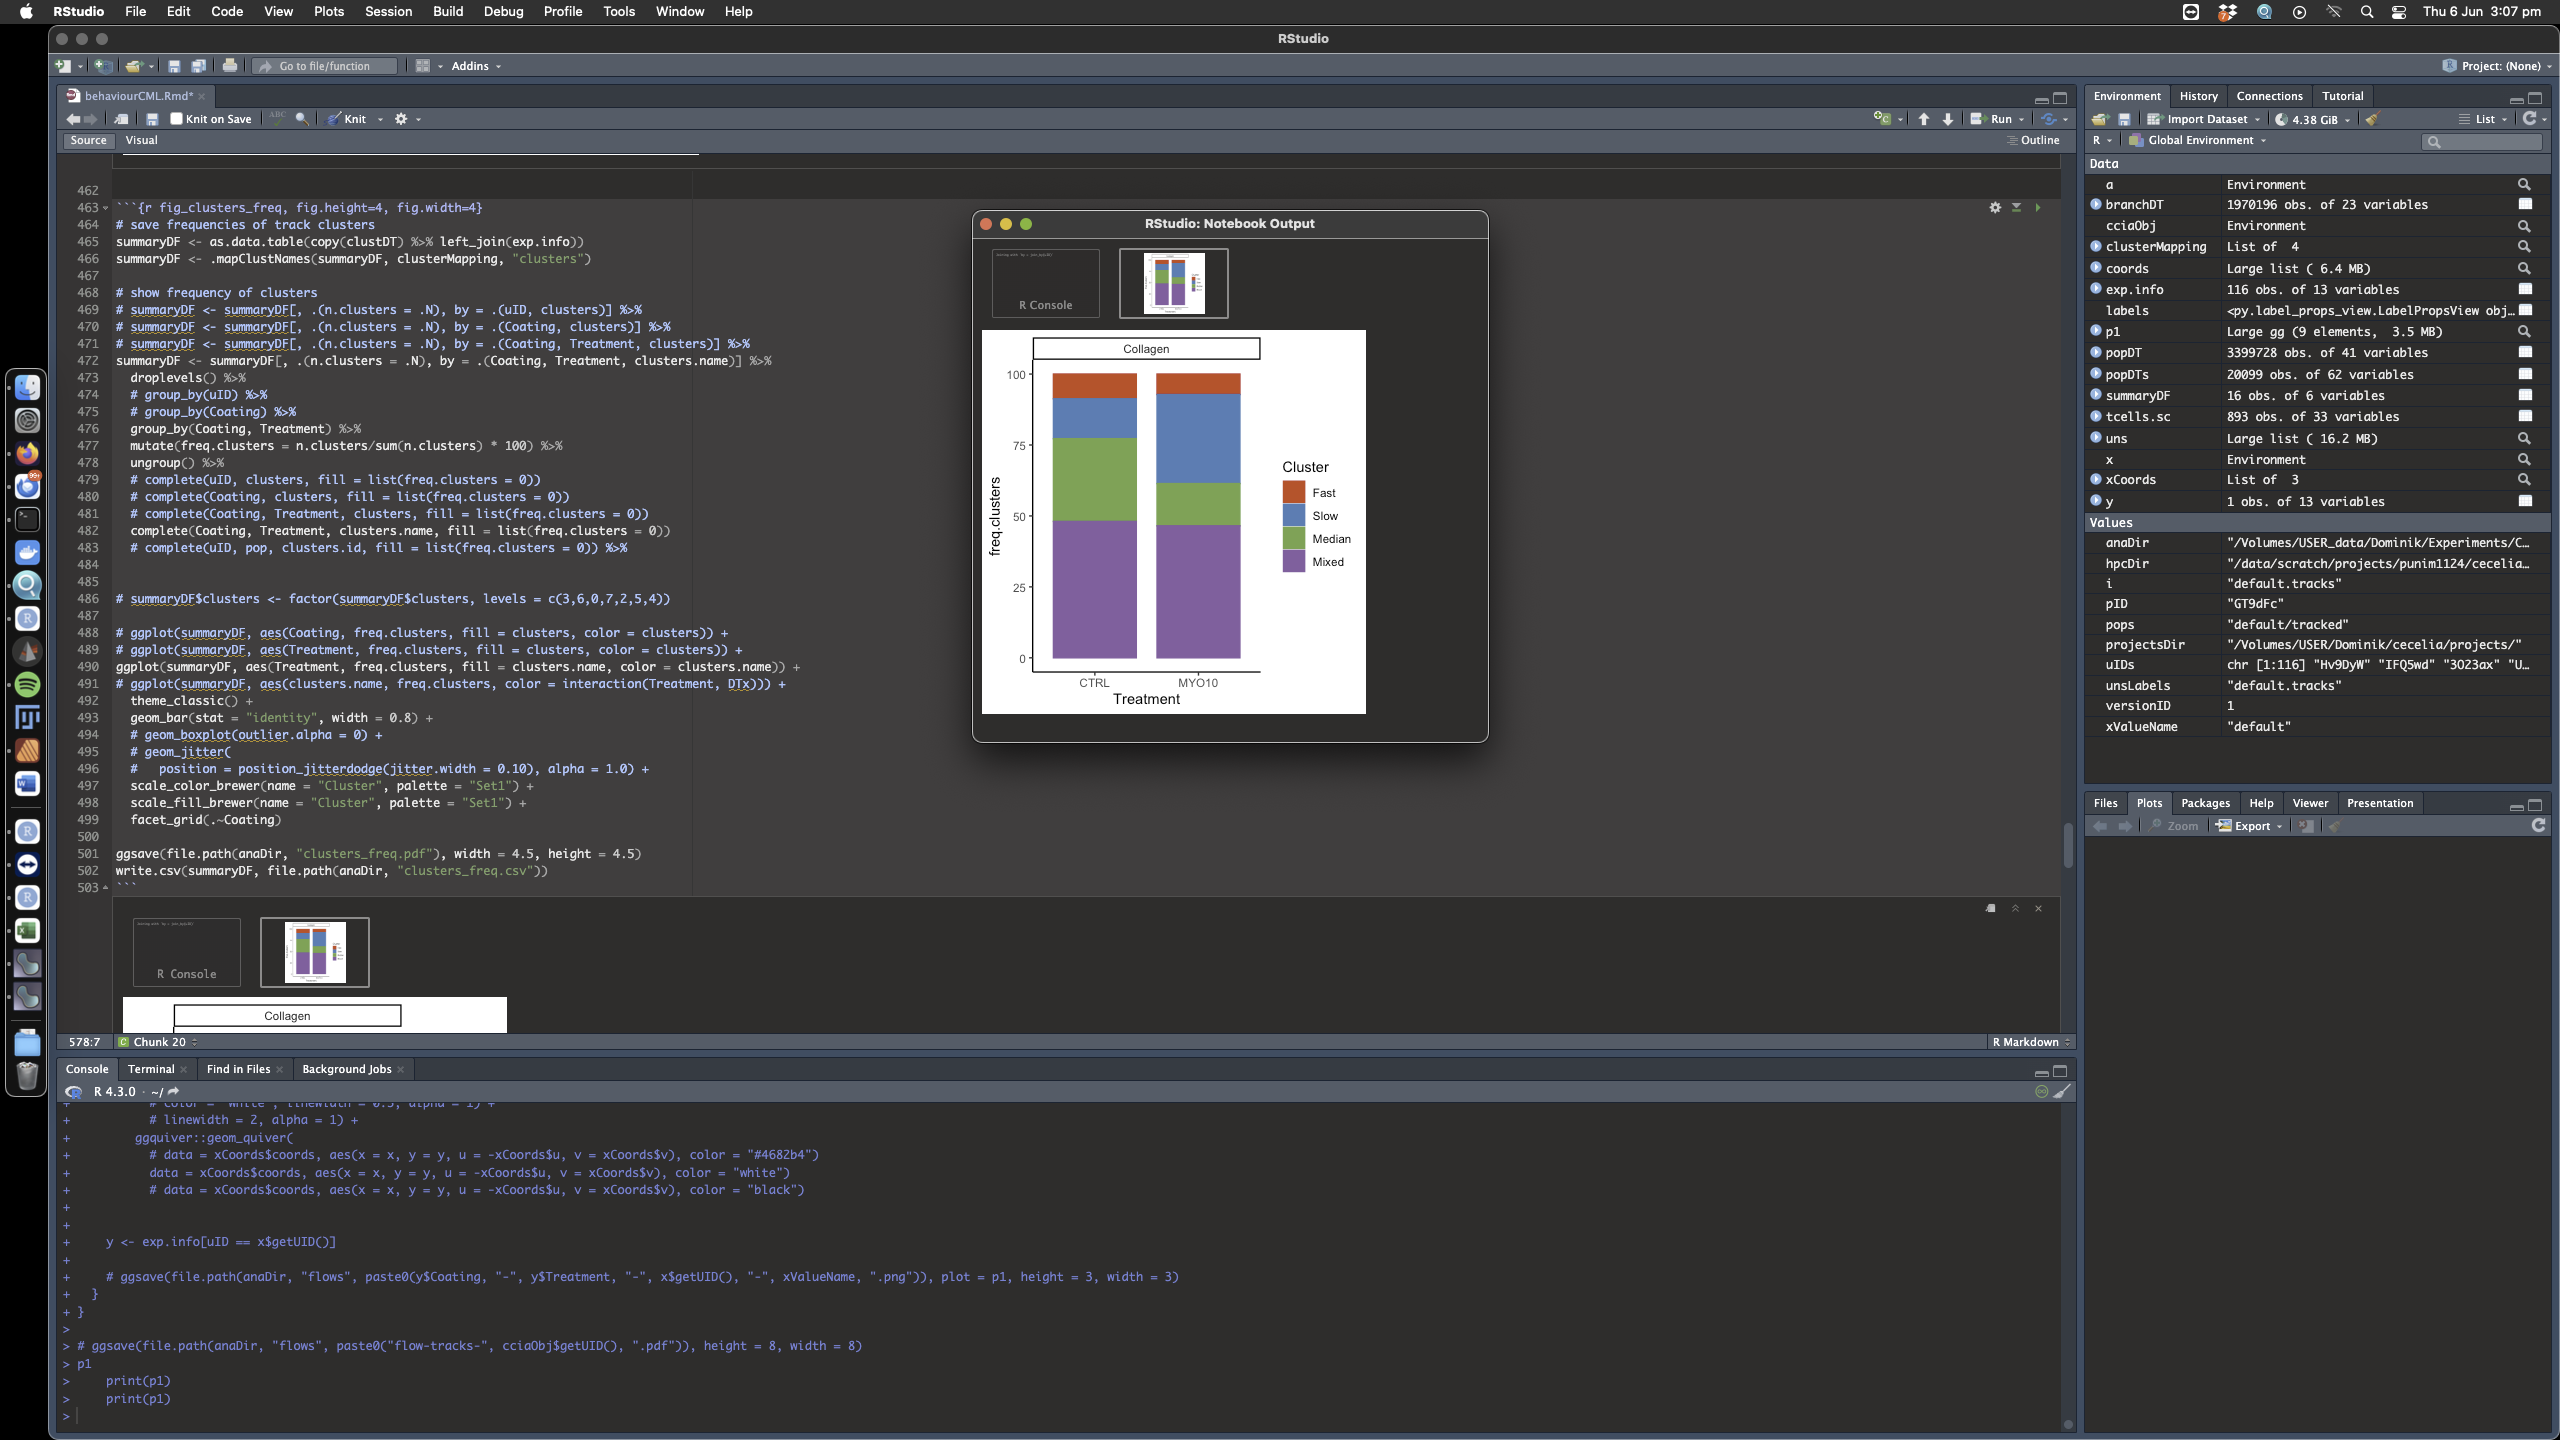 RStudio File Edit Code View Plots Session Build Debug Profile Tools Window Help
Thu 6 Jun 3:07 pm
RStudio
Go to file/function
Addins
Project: (None)
behaviourCML.Rmd*
Knit on Save
ABC
Knit
Run
Source Visual
Outline
462
463 ```{r fig_clusters_freq, fig.height=4, fig.width=4}
464 # save frequencies of track clusters
465 summaryDF <- as.data.table(copy(clustDT) %>% left_join(exp.info))
466 summaryDF <- .mapClustNames(summaryDF, clusterMapping, "clusters")
467
468 # show frequency of clusters
469 # summaryDF <- summaryDF[, .(n.clusters = .N), by = .(uID, clusters)] %>%
470 # summaryDF <- summaryDF[, .(n.clusters = .N), by = .(Coating, clusters)] %>%
471 # summaryDF <- summaryDF[, .(n.clusters = .N), by = .(Coating, Treatment, clusters)] %>%
472 summaryDF <- summaryDF[, .(n.clusters = .N), by = .(Coating, Treatment, clusters.name)] %>%
473 droplevels() %>%
474 # group_by(uID) %>%
475 # group_by(Coating) %>%
476 group_by(Coating, Treatment) %>%
477 mutate(freq.clusters = n.clusters/sum(n.clusters) * 100) %>%
478 ungroup() %>%
479 # complete(uID, clusters, fill = list(freq.clusters = 0))
480 # complete(Coating, clusters, fill = list(freq.clusters = 0))
481 # complete(Coating, Treatment, clusters, fill = list(freq.clusters = 0))
482 complete(Coating, Treatment, clusters.name, fill = list(freq.clusters = 0))
483 # complete(uID, pop, clusters.id, fill = list(freq.clusters = 0)) %>%
484
485
486 # summaryDF$clusters <- factor(summaryDF$clusters, levels = c(3,6,0,7,2,5,4))
487
488 # ggplot(summaryDF, aes(Coating, freq.clusters, fill = clusters, color = clusters)) +
489 # ggplot(summaryDF, aes(Treatment, freq.clusters, fill = clusters, color = clusters)) +
490 ggplot(summaryDF, aes(Treatment, freq.clusters, fill = clusters.name, color = clusters.name)) +
491 # ggplot(summaryDF, aes(clusters.name, freq.clusters, color = interaction(Treatment, DTx))) +
492 theme_classic() +
493 geom_bar(stat = "identity", width = 0.8) +
494 # geom_boxplot(outlier.alpha = 0) +
495 # geom_jitter(
496 # position = position_jitterdodge(jitter.width = 0.10), alpha = 1.0) +
497 scale_color_brewer(name = "Cluster", palette = "Set1") +
498 scale_fill_brewer(name = "Cluster", palette = "Set1") +
499 facet_grid(.~Coating)
500
501 ggsave(file.path(anaDir, "clusters_freq.pdf"), width = 4.5, height = 4.5)
502 write.csv(summaryDF, file.path(anaDir, "clusters_freq.csv"))
503 ```
R Console
Collagen
578:7 Chunk 20
R Markdown
RStudio: Notebook Output
R Console
Collagen
100
75
50
25
0
freq.clusters
CTRL MYO10
Treatment
Cluster
Fast
Slow
Median
Mixed
Console Terminal Find in Files Background Jobs
R 4.3.0 · ~/
+ # linewidth = 2, alpha = 1) +
+ ggquiver::geom_quiver(
+ # data = xCoords$coords, aes(x = x, y = y, u = -xCoords$u, v = xCoords$v), color = "#4682b4")
+ data = xCoords$coords, aes(x = x, y = y, u = -xCoords$u, v = xCoords$v), color = "white")
+ # data = xCoords$coords, aes(x = x, y = y, u = -xCoords$u, v = xCoords$v), color = "black")
+
+
+ y <- exp.info[uID == x$getUID()]
+
+ # ggsave(file.path(anaDir, "flows", paste0(y$Coating, "-", y$Treatment, "-", x$getUID(), "-", xValueName, ".png")), plot = p1, height = 3, width = 3)
+ }
+ }
>
> # ggsave(file.path(anaDir, "flows", paste0("flow-tracks-", cciaObj$getUID(), ".pdf")), height = 8, width = 8)
> p1
> print(p1)
> print(p1)
>
Environment History Connections Tutorial
Import Dataset 4.38 GiB List
R Global Environment
Data
a Environment
branchDT 1970196 obs. of 23 variables
cciaObj Environment
clusterMapping List of 4
coords Large list ( 6.4 MB)
exp.info 116 obs. of 13 variables
labels <py.label_props_view.LabelPropsView obj…
p1 Large gg (9 elements, 3.5 MB)
popDT 3399728 obs. of 41 variables
popDTs 20099 obs. of 62 variables
summaryDF 16 obs. of 6 variables
tcells.sc 893 obs. of 33 variables
uns Large list ( 16.2 MB)
x Environment
xCoords List of 3
y 1 obs. of 13 variables
Values
anaDir "/Volumes/USER_data/Dominik/Experiments/C…
hpcDir "/data/scratch/projects/punim1124/cecelia…
i "default.tracks"
pID "GT9dFc"
pops "default/tracked"
projectsDir "/Volumes/USER/Dominik/cecelia/projects/"
uIDs chr [1:116] "Hv9DyW" "IFQ5wd" "3O23ax" "U…
unsLabels "default.tracks"
versionID 1
xValueName "default"
Files Plots Packages Help Viewer Presentation
Zoom Export